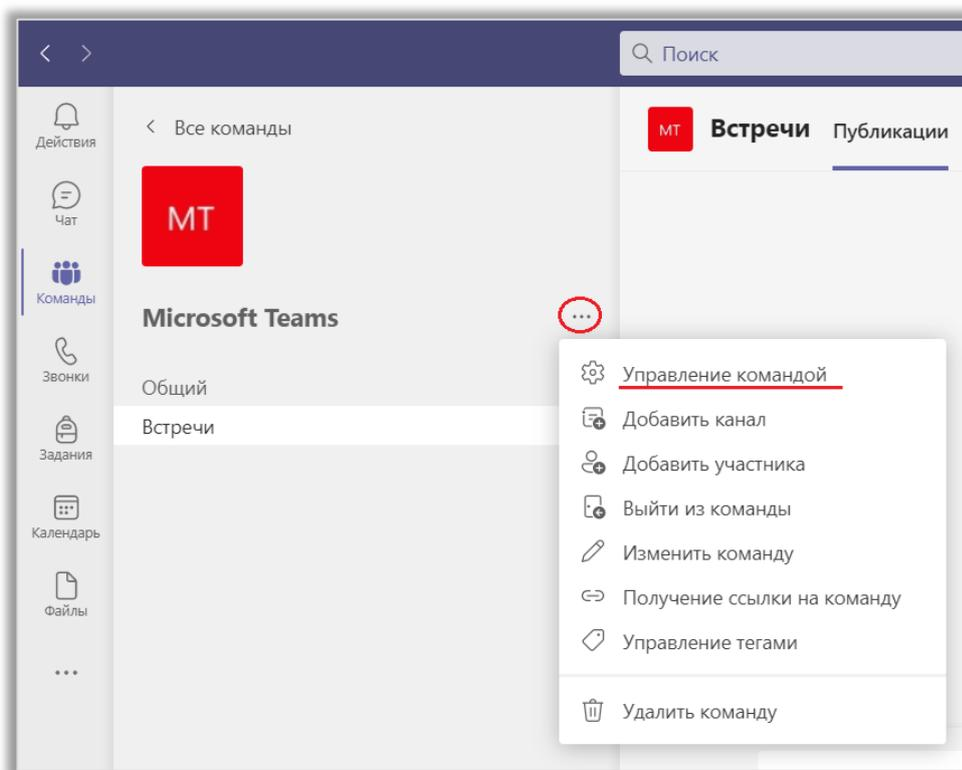 Поиск
Действия
Чат
Команды
Звонки
Задания
Календарь
Файлы
Все команды
MT
Microsoft Teams
Общий
Встречи
MT Встречи Публикации
Управление командой
Добавить канал
Добавить участника
Выйти из команды
Изменить команду
Получение ссылки на команду
Управление тегами
Удалить команду